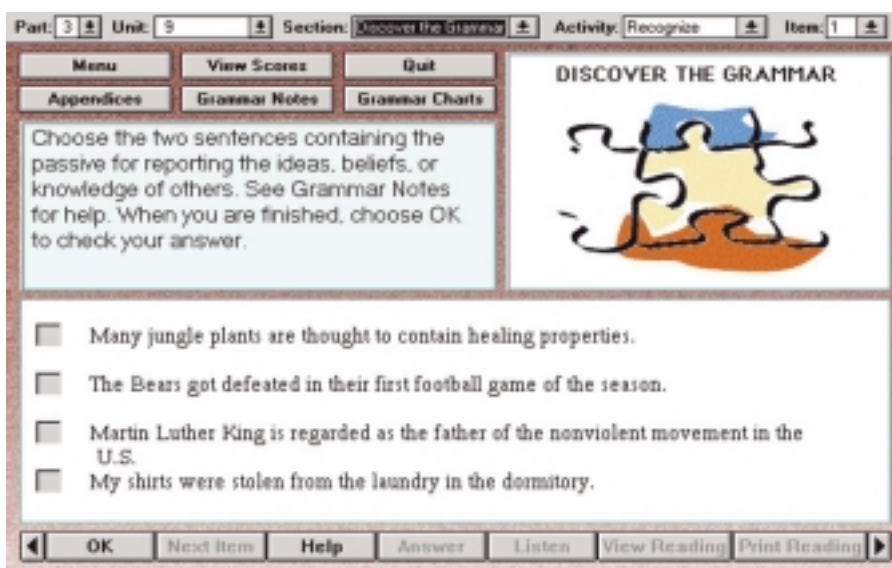 Part: 3 Unit: 9 Section: Discover the Grammar Activity: Recognize Item: 1
Menu View Scores Quit
Appendices Grammar Notes Grammar Charts
DISCOVER THE GRAMMAR
Choose the two sentences containing the
passive for reporting the ideas, beliefs, or
knowledge of others. See Grammar Notes
for help. When you are finished, choose OK
to check your answer.
Many jungle plants are thought to contain healing properties.
The Bears got defeated in their first football game of the season.
Martin Luther King is regarded as the father of the nonviolent movement in the
U.S.
My shirts were stolen from the laundry in the dormitory.
OK Next Item Help Answer Listen View Reading Print Reading